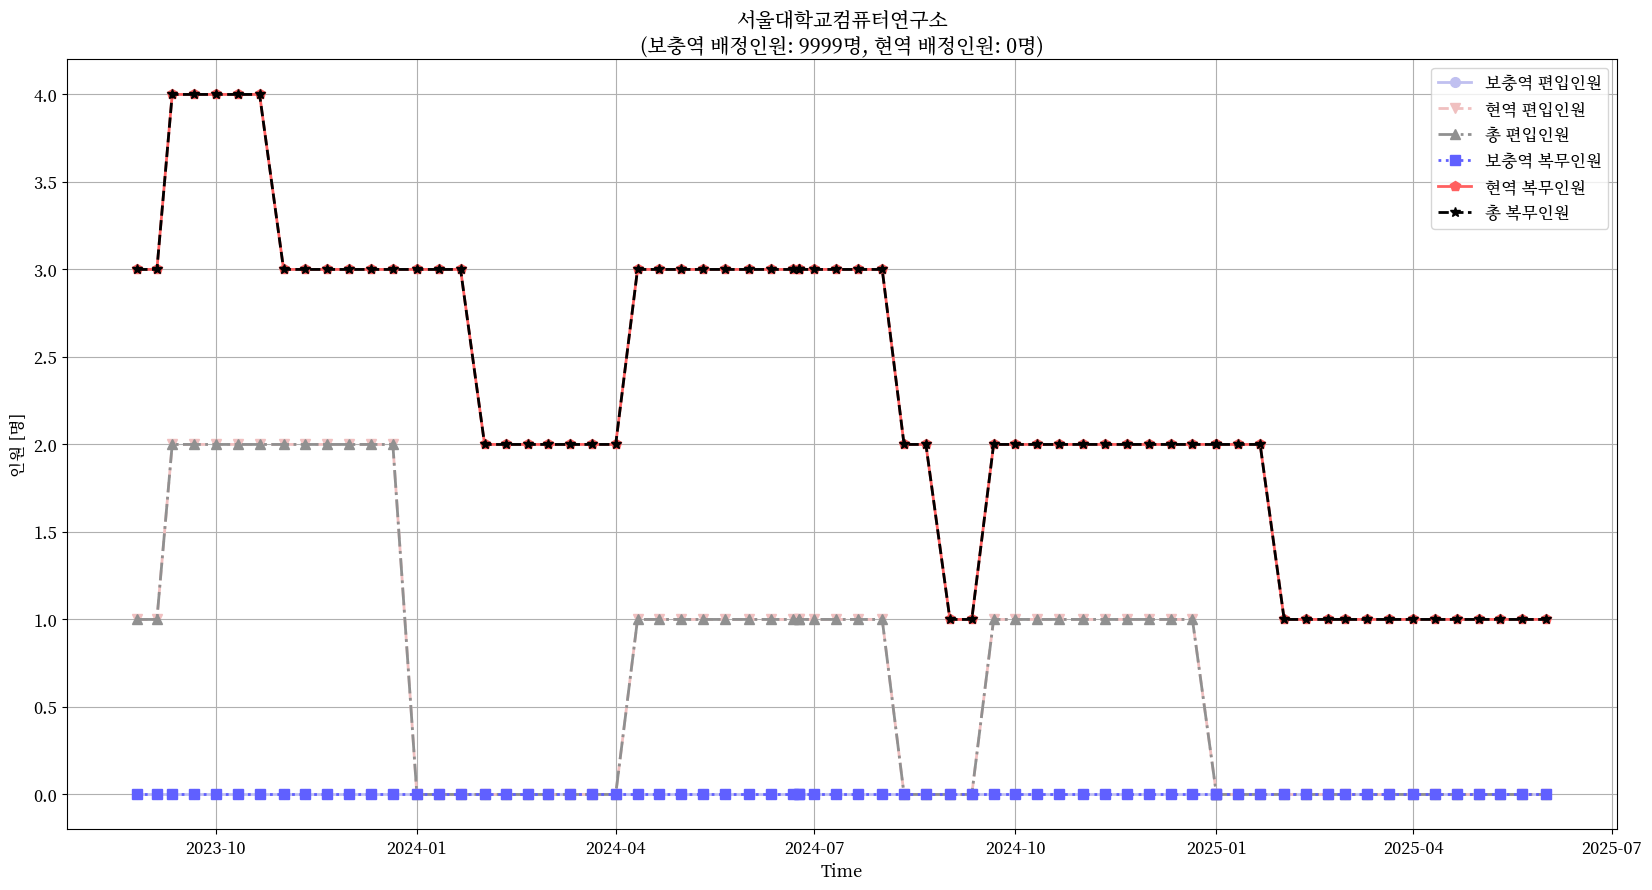 서울대학교컴퓨터연구소
(보충역 배정인원: 9999명, 현역 배정인원: 0명)
보충역 편입인원
현역 편입인원
총 편입인원
보충역 복무인원
현역 복무인원
총 복무인원
4.0
3.5
3.0
2.5
2.0
1.5
1.0
0.5
0.0
인원 [명]
2023-10
2024-01
2024-04
2024-07
2024-10
2025-01
2025-04
2025-07
Time